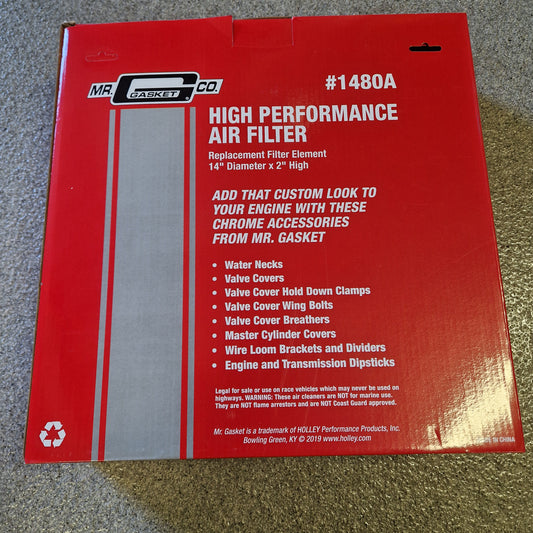 MR. GASKET CO.
#1480A
HIGH PERFORMANCE
AIR FILTER
Replacement Filter Element
14" Diameter x 2" High
ADD THAT CUSTOM LOOK TO
YOUR ENGINE WITH THESE
CHROME ACCESSORIES
FROM MR. GASKET
• Water Necks
• Valve Covers
• Valve Cover Hold Down Clamps
• Valve Cover Wing Bolts
• Valve Cover Breathers
• Master Cylinder Covers
• Wire Loom Brackets and Dividers
• Engine and Transmission Dipsticks
Legal for sale or use on race vehicles which may never be used on
highways. WARNING: These air cleaners are NOT for marine use.
They are NOT flame arrestors and are NOT Coast Guard approved.
Mr. Gasket is a trademark of HOLLEY Performance Products, Inc.
Bowling Green, KY © 2019 www.holley.com
MADE IN CHINA